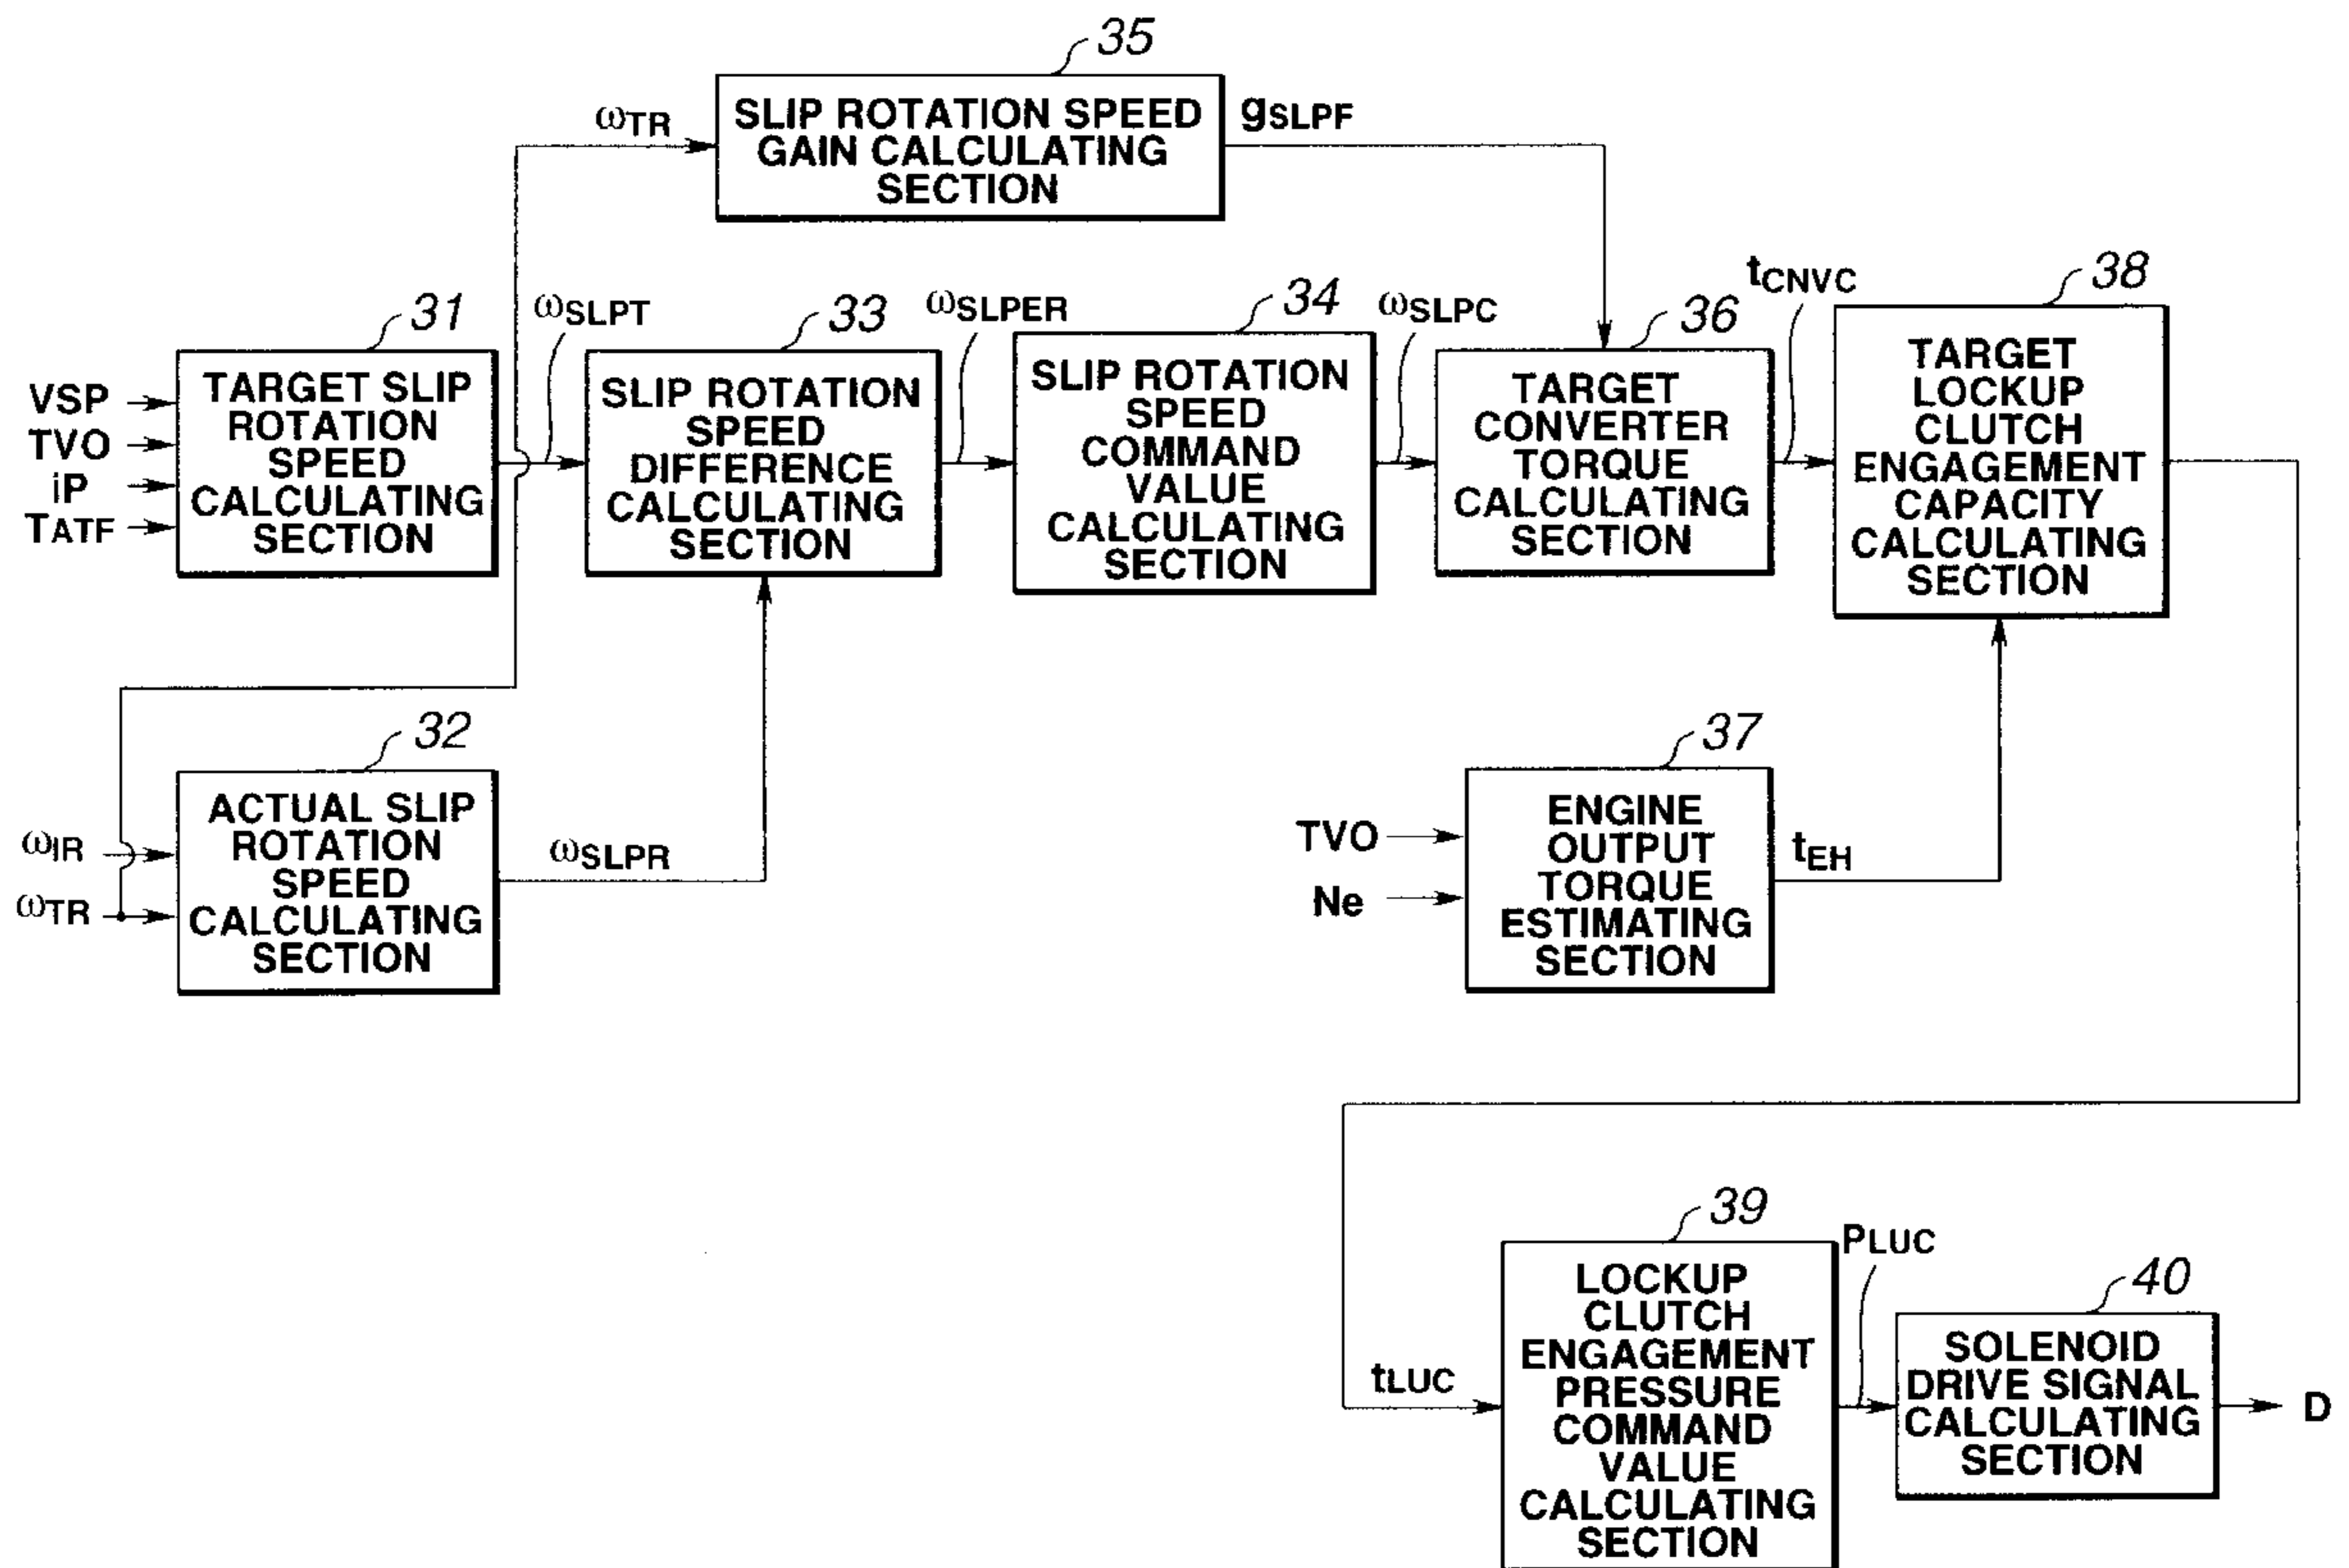 35
ωTR
SLIP ROTATION SPEED
GAIN CALCULATING
SECTION
gSLPF
31
VSP
TVO
iP
TATF
TARGET SLIP
ROTATION
SPEED
CALCULATING
SECTION
ωSLPT
33
SLIP ROTATION
SPEED
DIFFERENCE
CALCULATING
SECTION
ωSLPER
34
SLIP ROTATION
SPEED
COMMAND
VALUE
CALCULATING
SECTION
ωSLPC
36
TARGET
CONVERTER
TORQUE
CALCULATING
SECTION
tCNVC
38
TARGET
LOCKUP
CLUTCH
ENGAGEMENT
CAPACITY
CALCULATING
SECTION
32
ωIR
ωTR
ACTUAL SLIP
ROTATION
SPEED
CALCULATING
SECTION
ωSLPR
37
TVO
Ne
ENGINE
OUTPUT
TORQUE
ESTIMATING
SECTION
tEH
39
tLUC
LOCKUP
CLUTCH
ENGAGEMENT
PRESSURE
COMMAND
VALUE
CALCULATING
SECTION
PLUC
40
SOLENOID
DRIVE SIGNAL
CALCULATING
SECTION
D